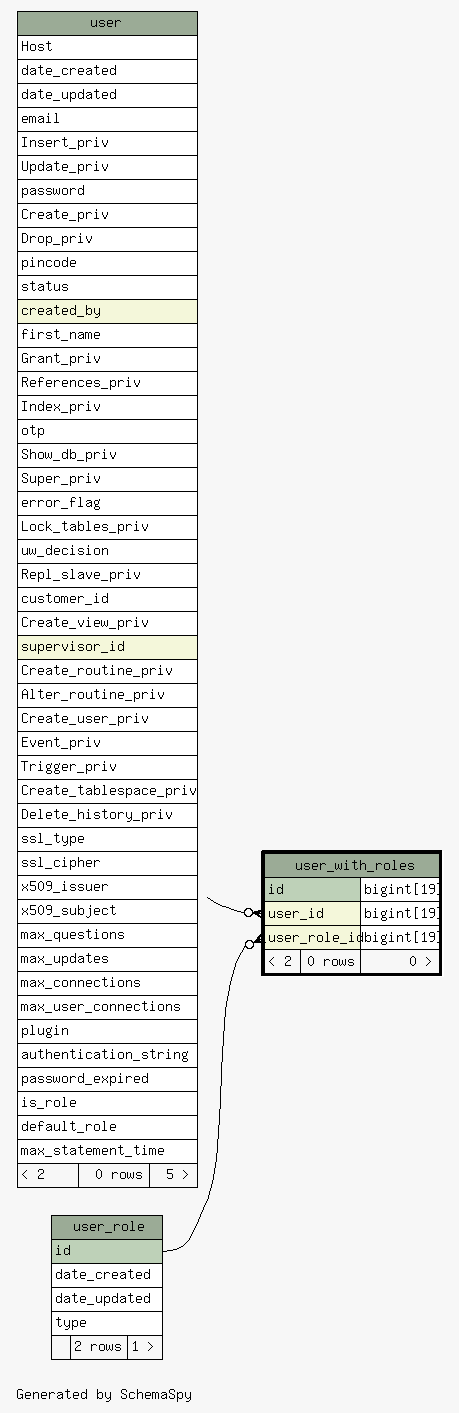 user
Host
date_created
date_updated
email
Insert_priv
Update_priv
password
Create_priv
Drop_priv
pincode
status
created_by
first_name
Grant_priv
References_priv
Index_priv
otp
Show_db_priv
Super_priv
error_flag
Lock_tables_priv
uw_decision
Repl_slave_priv
customer_id
Create_view_priv
supervisor_id
Create_routine_priv
Alter_routine_priv
Create_user_priv
Event_priv
Trigger_priv
Create_tablespace_priv
Delete_history_priv
ssl_type
ssl_cipher
x509_issuer
x509_subject
max_questions
max_updates
max_connections
max_user_connections
plugin
authentication_string
password_expired
is_role
default_role
max_statement_time
< 2 0 rows 5 >
user_with_roles
id bigint[19]
user_id bigint[19]
user_role_id bigint[19]
< 2 0 rows 0 >
user_role
id
date_created
date_updated
type
2 rows 1 >
Generated by SchemaSpy